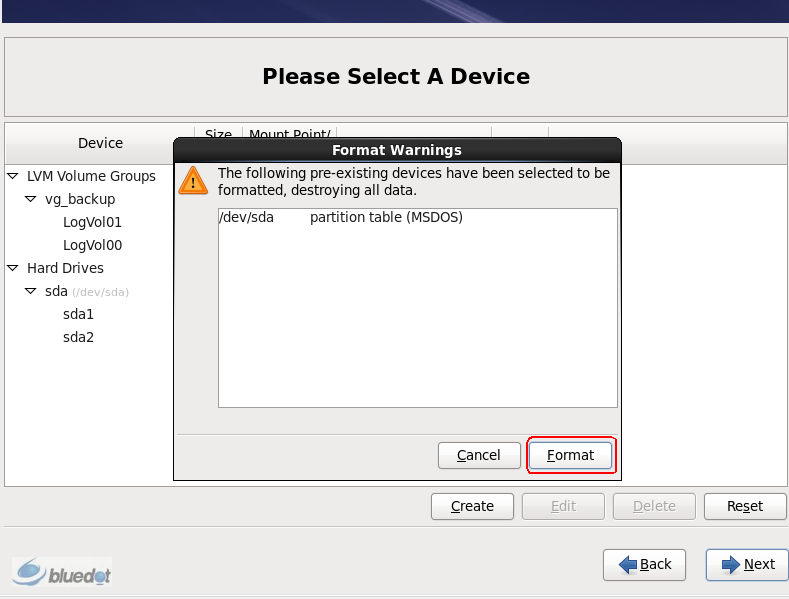 Please Select A Device
Device
Size
Mount Point/
Format Warnings
The following pre-existing devices have been selected to be
formatted, destroying all data.
/dev/sda partition table (MSDOS)
LVM Volume Groups
vg_backup
LogVol01
LogVol00
Hard Drives
sda (/dev/sda)
sda1
sda2
Cancel Format
Create Edit Delete Reset
Back Next
bluedot